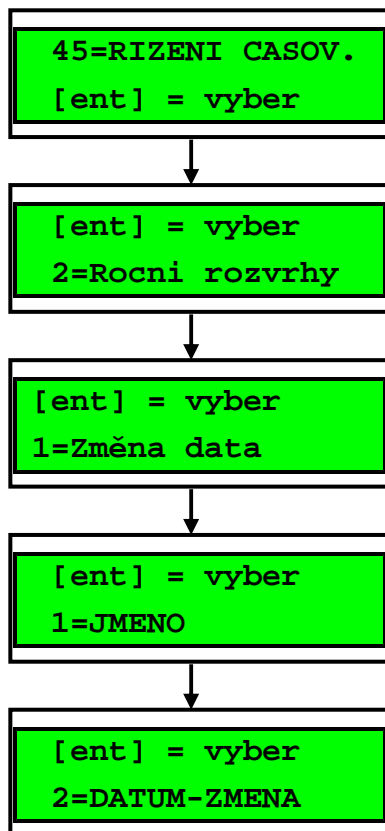 45=RIZENI CASOV.
[ent] = vyber
[ent] = vyber
2=Rocni rozvrhy
[ent] = vyber
1=Změna data
[ent] = vyber
1=JMENO
[ent] = vyber
2=DATUM-ZMENA